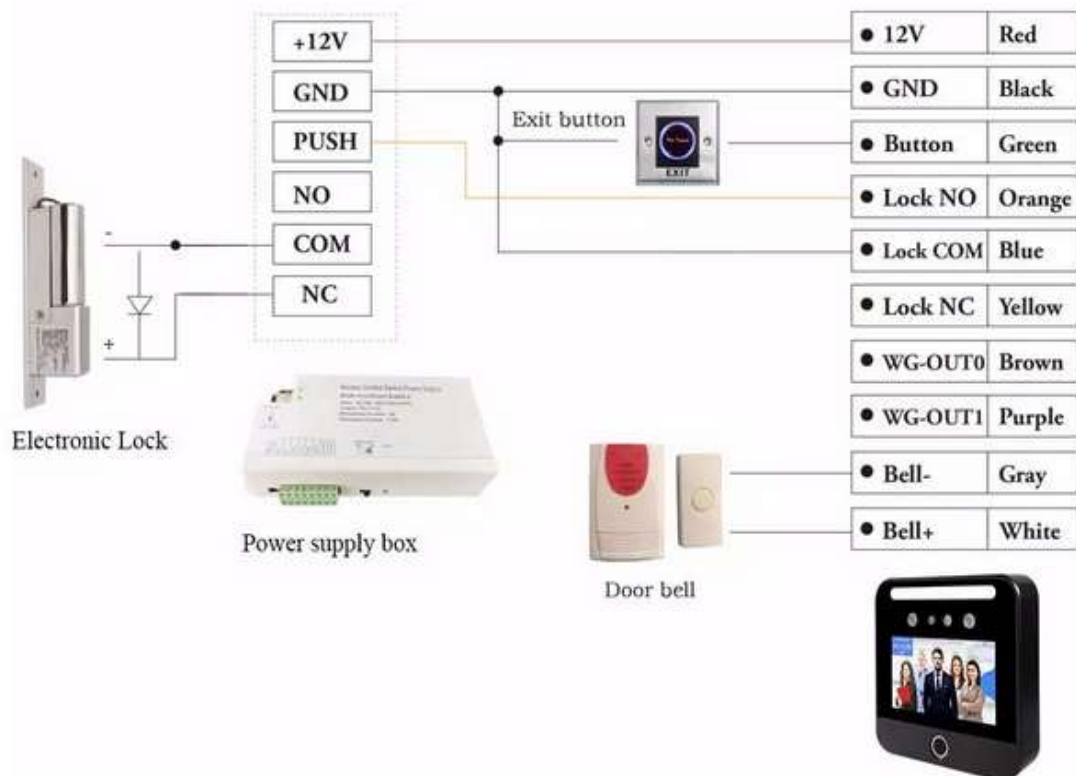 +12V
GND
PUSH
NO
COM
NC
12V Red
GND Black
Button Green
Lock NO Orange
Lock COM Blue
Lock NC Yellow
WG-OUT0 Brown
WG-OUT1 Purple
Bell- Gray
Bell+ White
Exit button
EXIT
-
+
Electronic Lock
Power supply box
Door bell